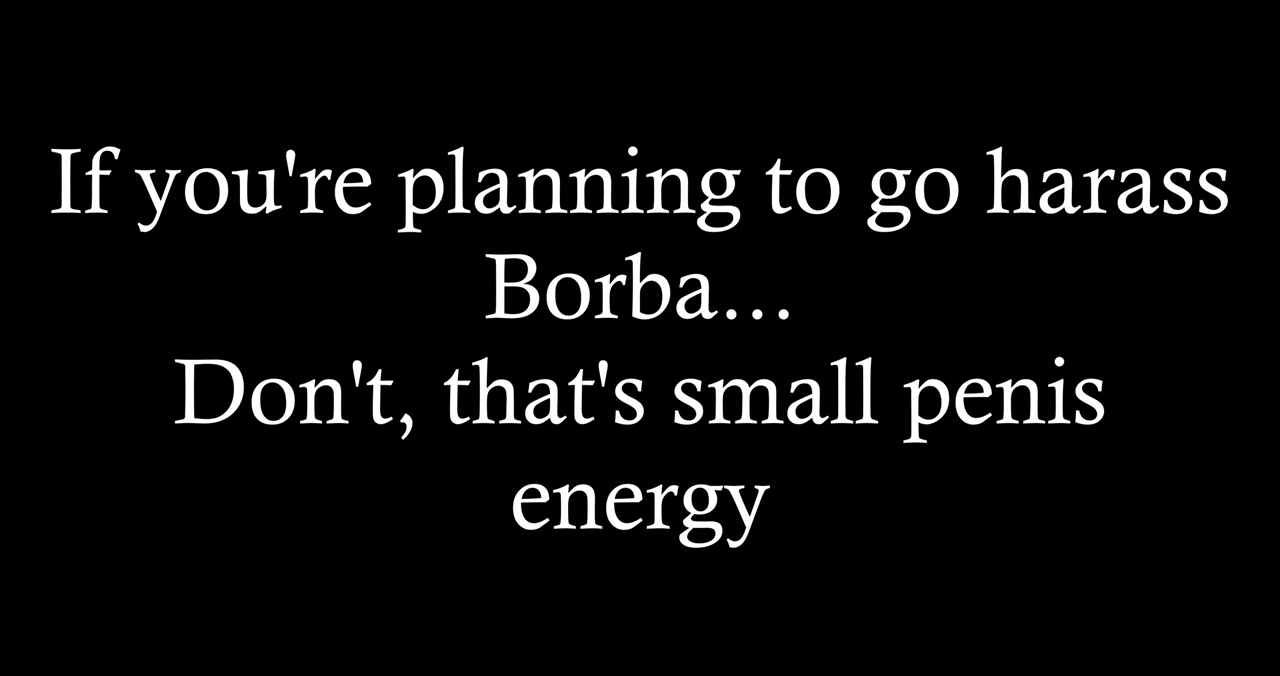 If you're planning to go harass
Borba...
Don't, that's small penis
energy